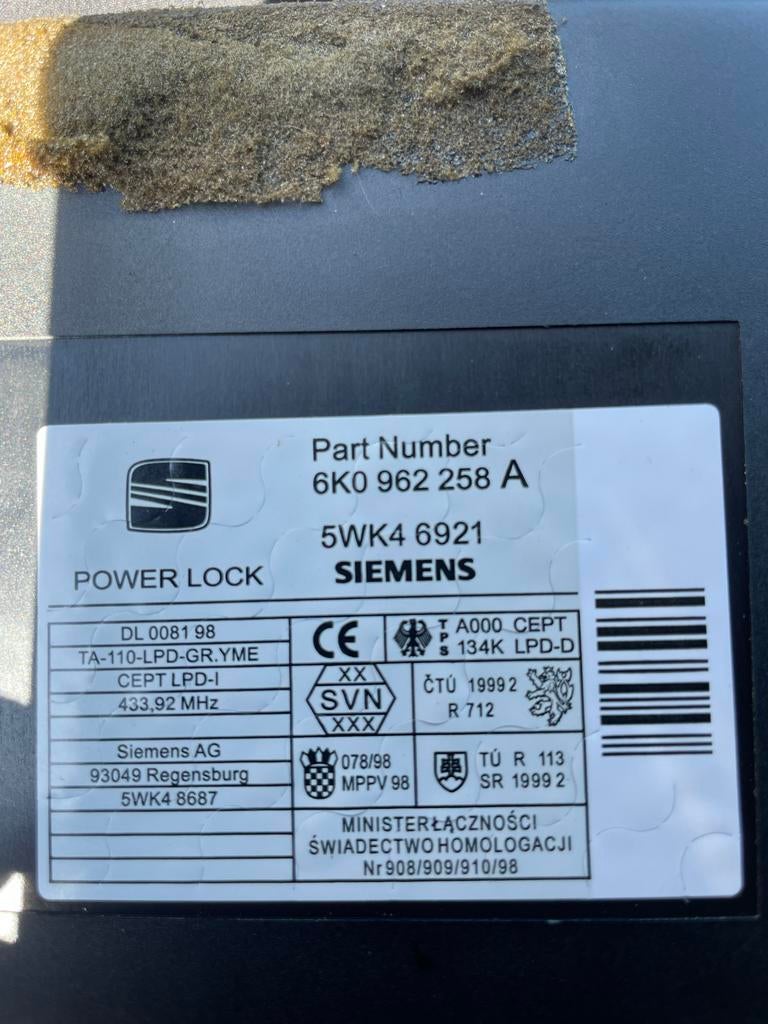 Part Number
6K0 962 258 A
5WK4 6921
POWER LOCK SIEMENS
DL 0081 98
TA-110-LPD-GR.YME
CEPT LPD-I
433,92 MHz
Siemens AG
93049 Regensburg
5WK4 8687
CE
TPS A000 CEPT
134K LPD-D
XX
SVN
XXX
ČTÚ 1999 2
R 712
078/98
MPPV 98
TÚ R 113
SR 1999 2
MINISTERŁĄCZNOŚCI
ŚWIADECTWO HOMOLOGACJI
Nr 908/909/910/98